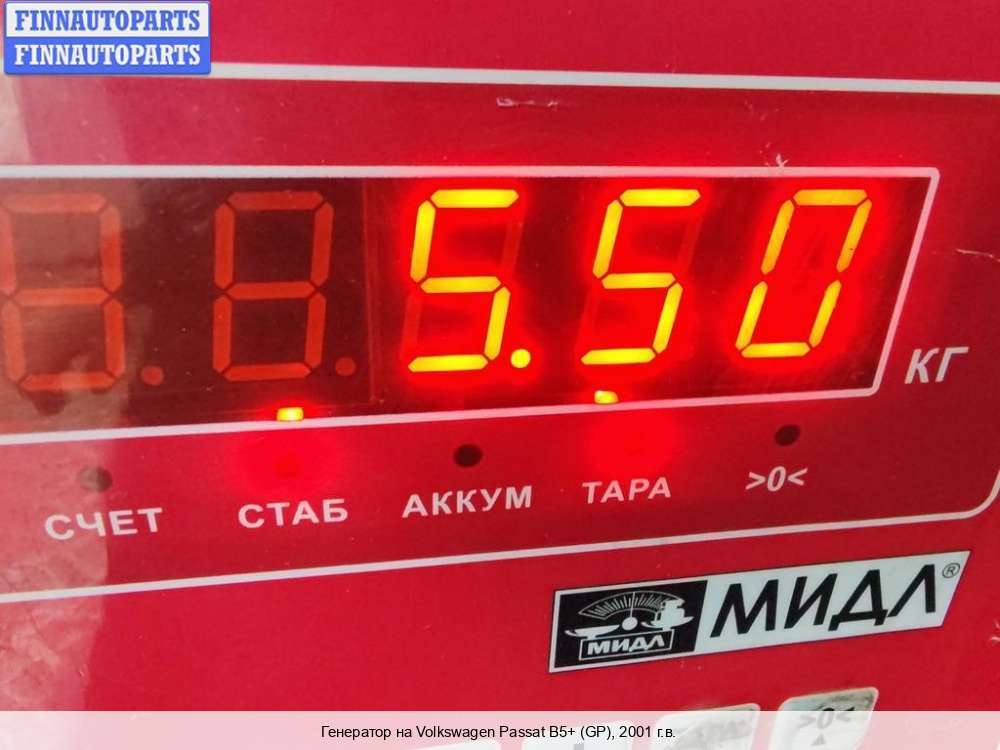 FINNAUTOPARTS
FINNAUTOPARTS
5.50
КГ
СЧЕТ СТАБ АККУМ ТАРА >0<
МИДЛ МИДЛ®
>0<
Генератор на Volkswagen Passat B5+ (GP), 2001 г.в.